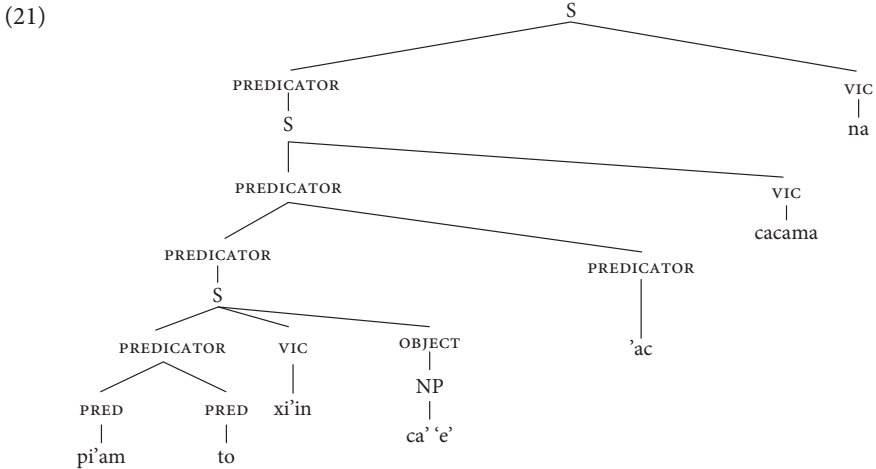 (21)
S
PREDICATOR VIC
S na
PREDICATOR VIC
cacama
PREDICATOR PREDICATOR
S
PREDICATOR VIC OBJECT 'ac
NP
PRED PRED xi'in
ca' 'e'
pi'am to